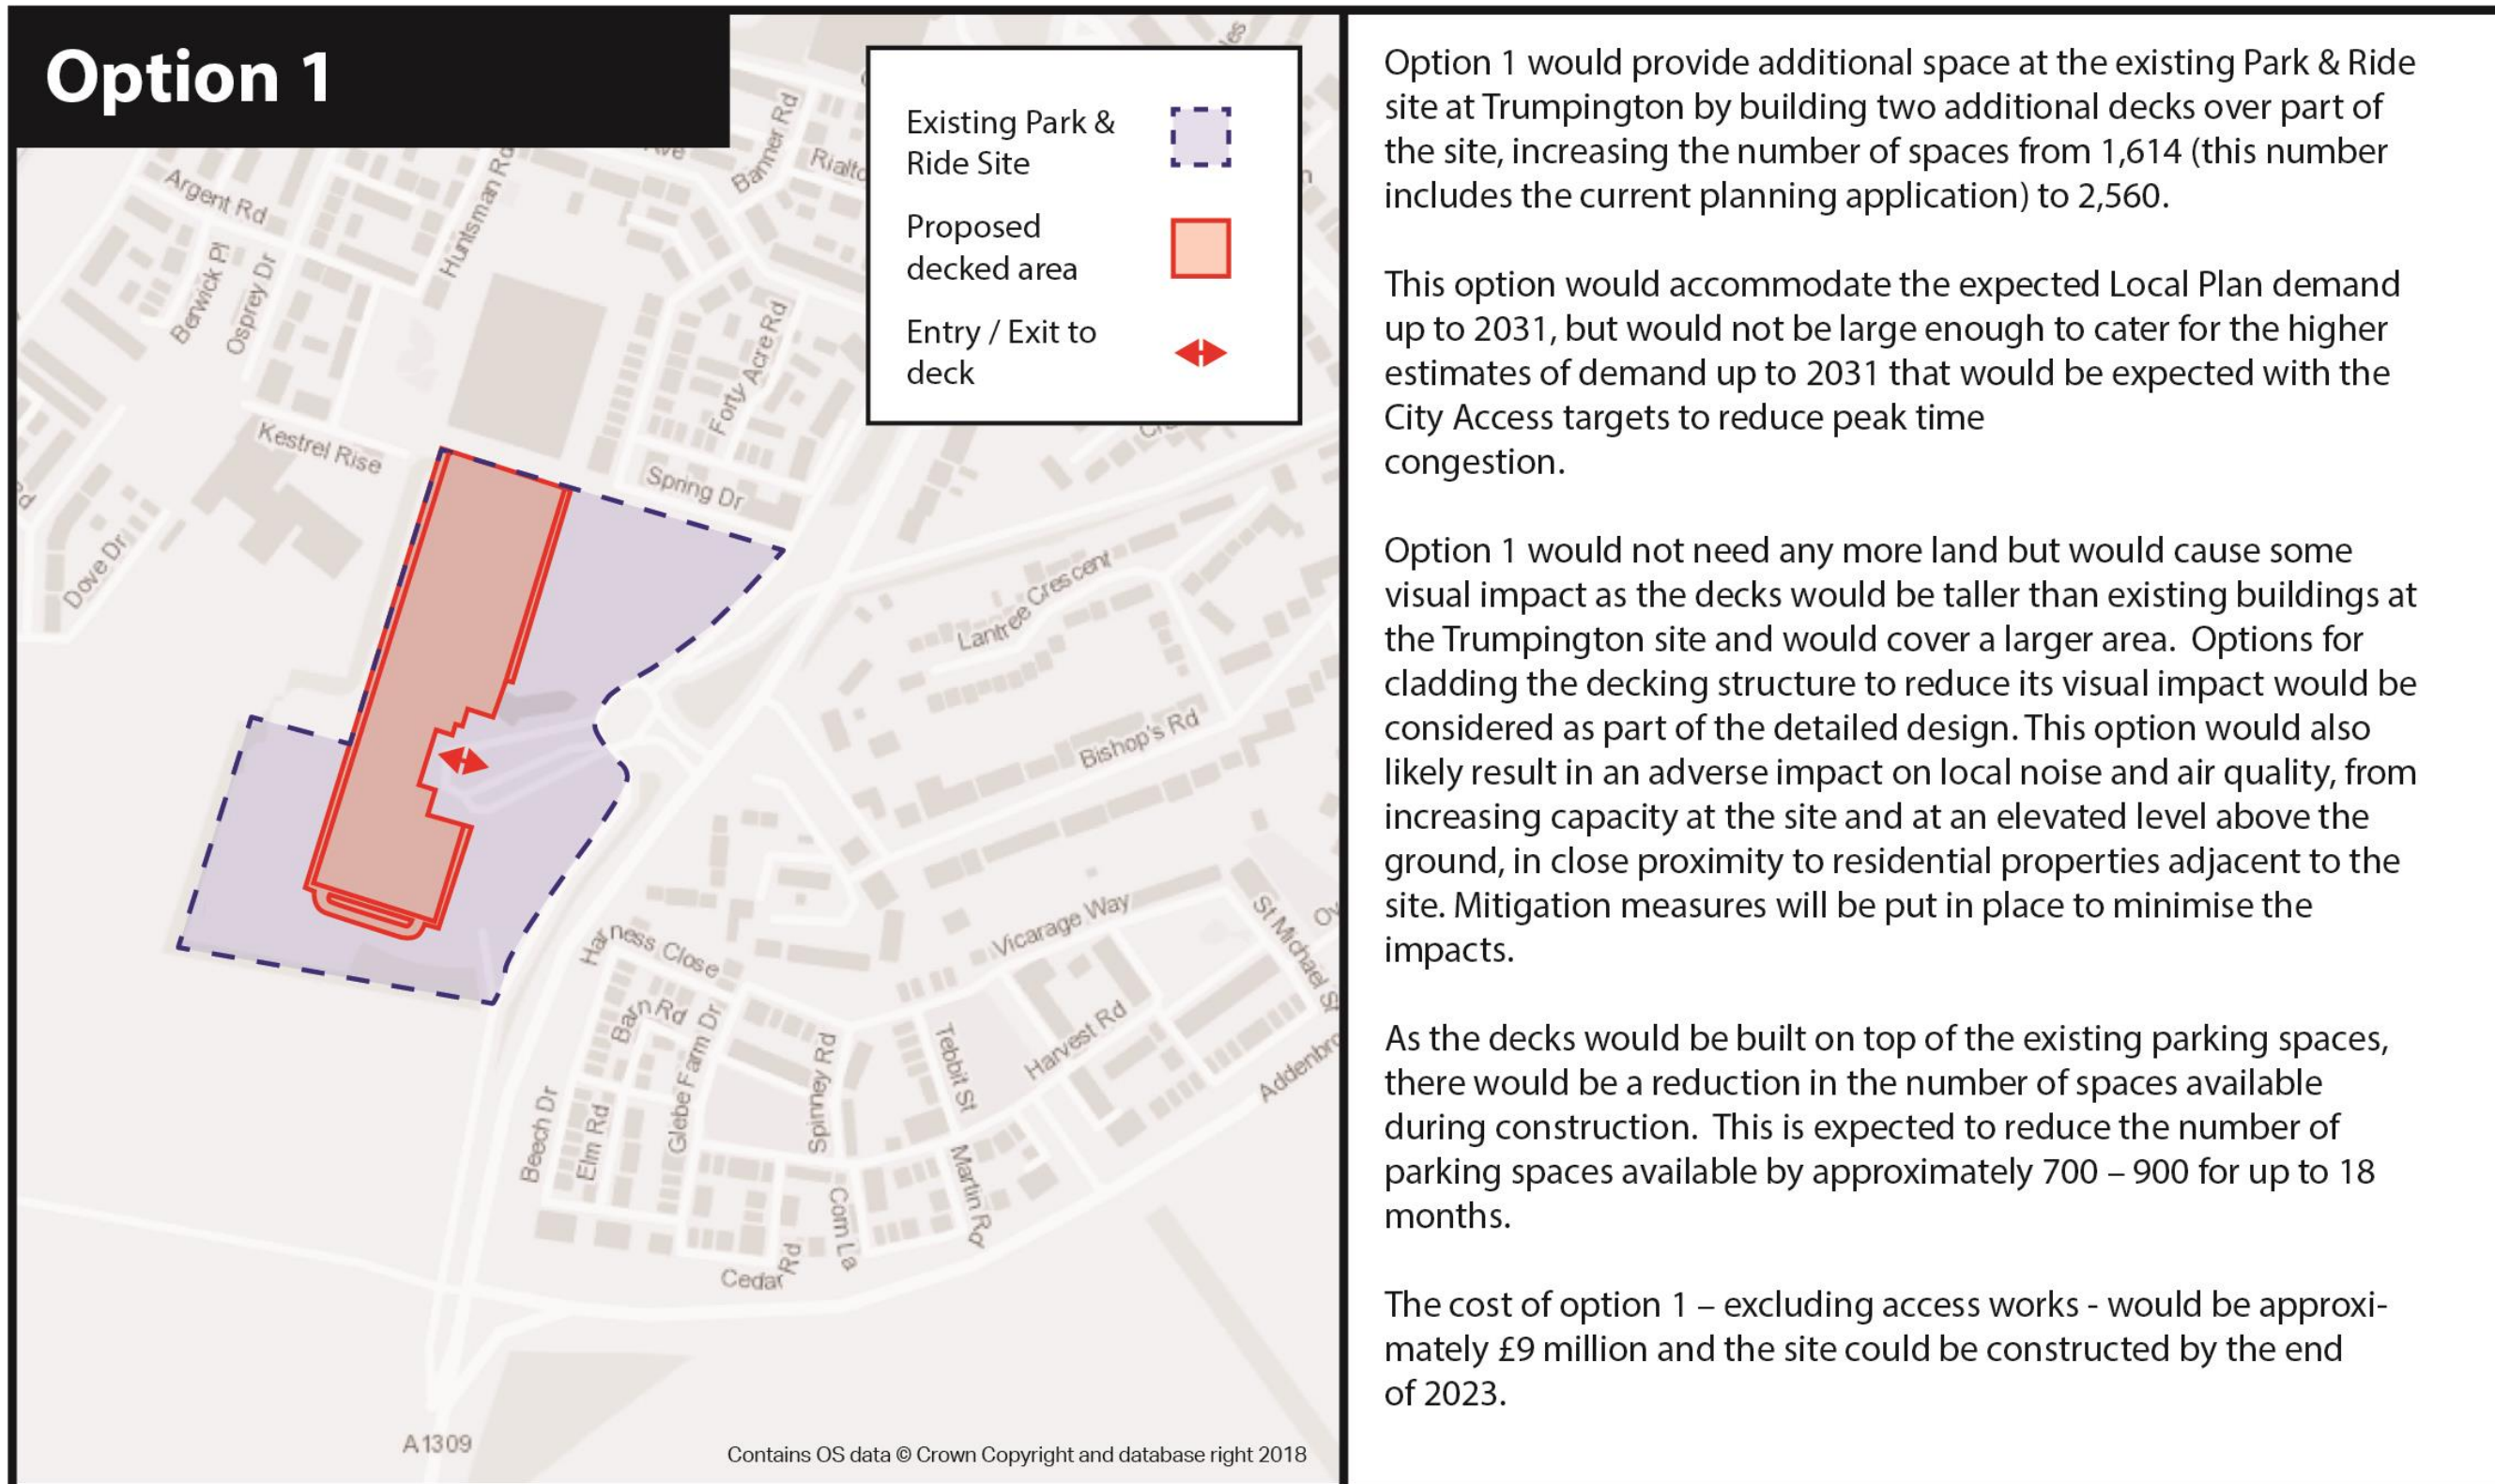 Option 1
Existing Park &
Ride Site
Proposed
decked area
Entry / Exit to
deck
Argent Rd
Huntsman Rd
Ave
Banner Rd
Berwick Pl
Osprey Dr
Forty Acre Rd
Kestrel Rise
Spring Dr
Dove Dr
Lantree Crescent
Bishop's Rd
Vicarage Way
Harness Close
St Michael St
Barn Rd
Glebe Farm Dr
Harvest Rd
Tebbit St
Spinney Rd
Beech Dr
Elm Rd
Martin Rd
Corn La
Cedar Rd
A1309
Contains OS data © Crown Copyright and database right 2018
Option 1 would provide additional space at the existing Park & Ride
site at Trumpington by building two additional decks over part of
the site, increasing the number of spaces from 1,614 (this number
includes the current planning application) to 2,560.
This option would accommodate the expected Local Plan demand
up to 2031, but would not be large enough to cater for the higher
estimates of demand up to 2031 that would be expected with the
City Access targets to reduce peak time
congestion.
Option 1 would not need any more land but would cause some
visual impact as the decks would be taller than existing buildings at
the Trumpington site and would cover a larger area. Options for
cladding the decking structure to reduce its visual impact would be
considered as part of the detailed design. This option would also
likely result in an adverse impact on local noise and air quality, from
increasing capacity at the site and at an elevated level above the
ground, in close proximity to residential properties adjacent to the
site. Mitigation measures will be put in place to minimise the
impacts.
As the decks would be built on top of the existing parking spaces,
there would be a reduction in the number of spaces available
during construction. This is expected to reduce the number of
parking spaces available by approximately 700 – 900 for up to 18
months.
The cost of option 1 – excluding access works - would be approxi-
mately £9 million and the site could be constructed by the end
of 2023.